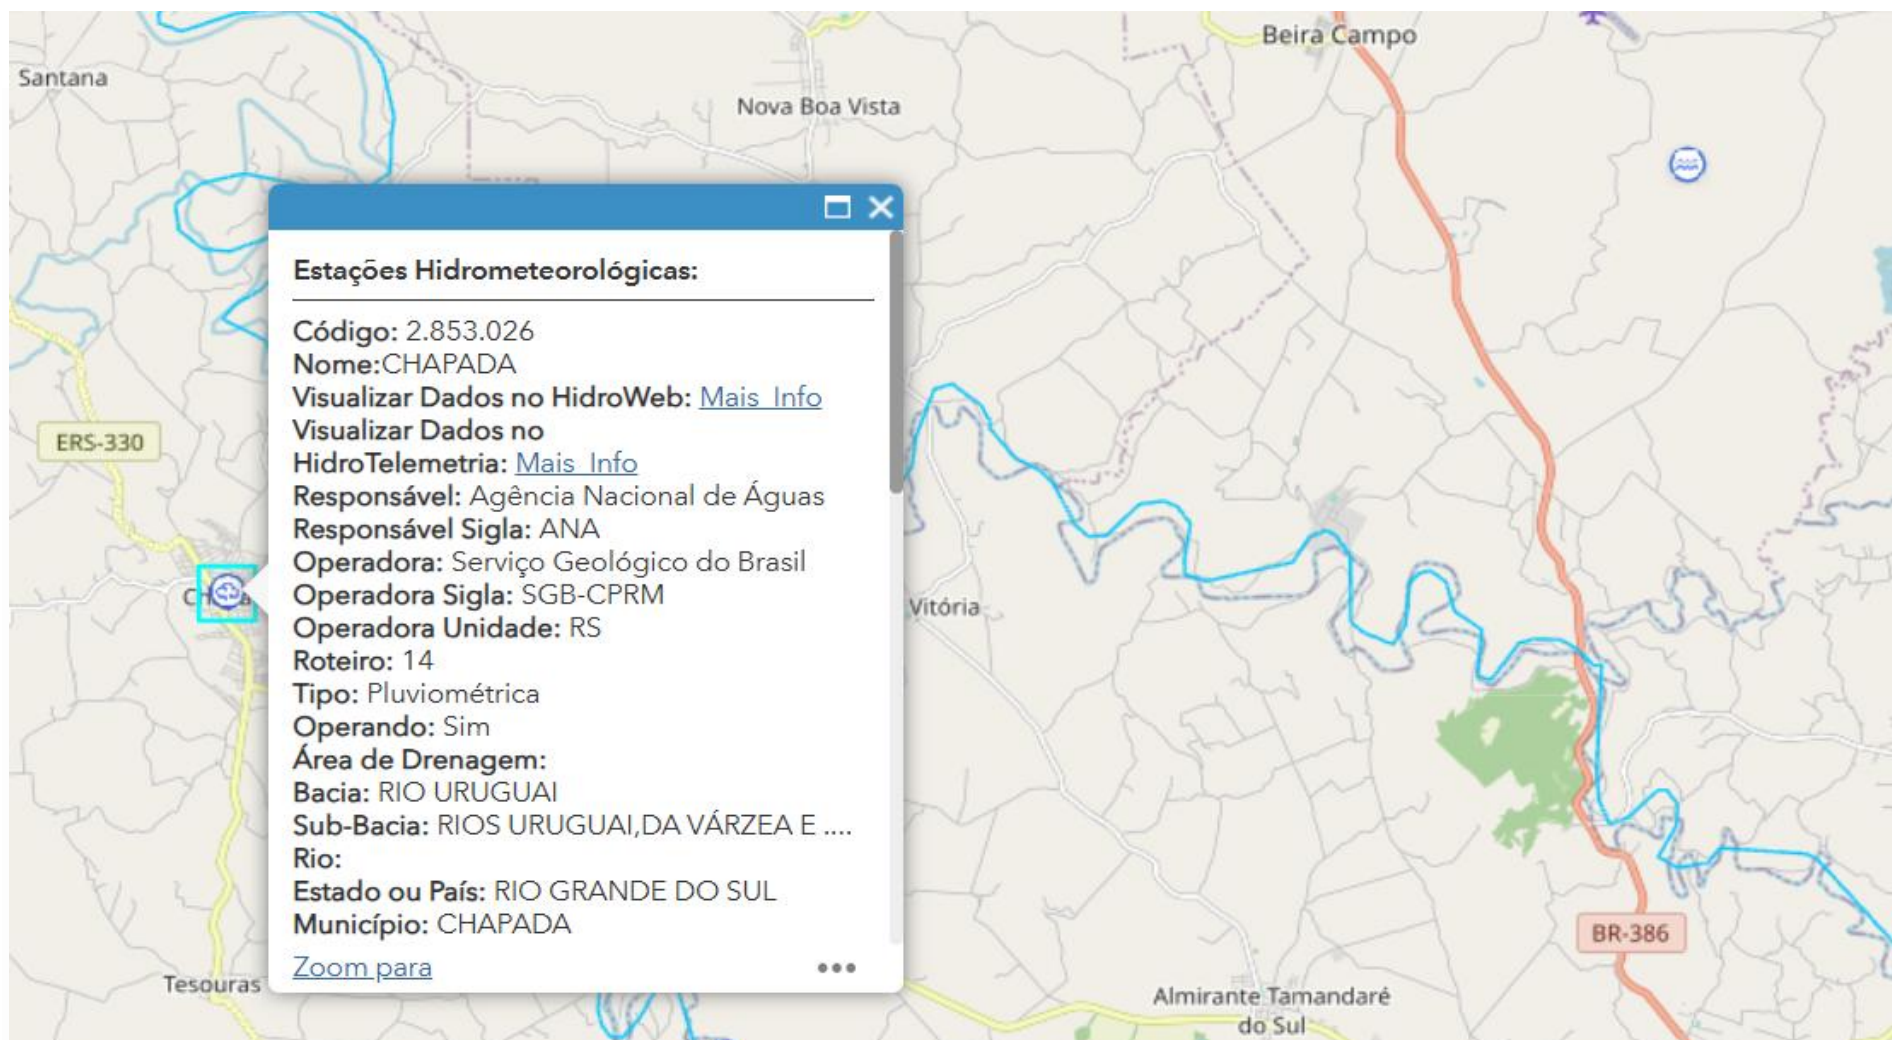 Beira Campo
Santana
Nova Boa Vista
Estações Hidrometeorológicas:
Código: 2.853.026
Nome:CHAPADA
Visualizar Dados no HidroWeb: Mais Info
Visualizar Dados no
HidroTelemetria: Mais Info
Responsável: Agência Nacional de Águas
Responsável Sigla: ANA
Operadora: Serviço Geológico do Brasil
Operadora Sigla: SGB-CPRM
Operadora Unidade: RS
Roteiro: 14
Tipo: Pluviométrica
Operando: Sim
Área de Drenagem:
Bacia: RIO URUGUAI
Sub-Bacia: RIOS URUGUAI,DA VÁRZEA E ....
Rio:
Estado ou País: RIO GRANDE DO SUL
Município: CHAPADA
Zoom para
ERS-330
Vitória
BR-386
Tesouras
Almirante Tamandaré
do Sul